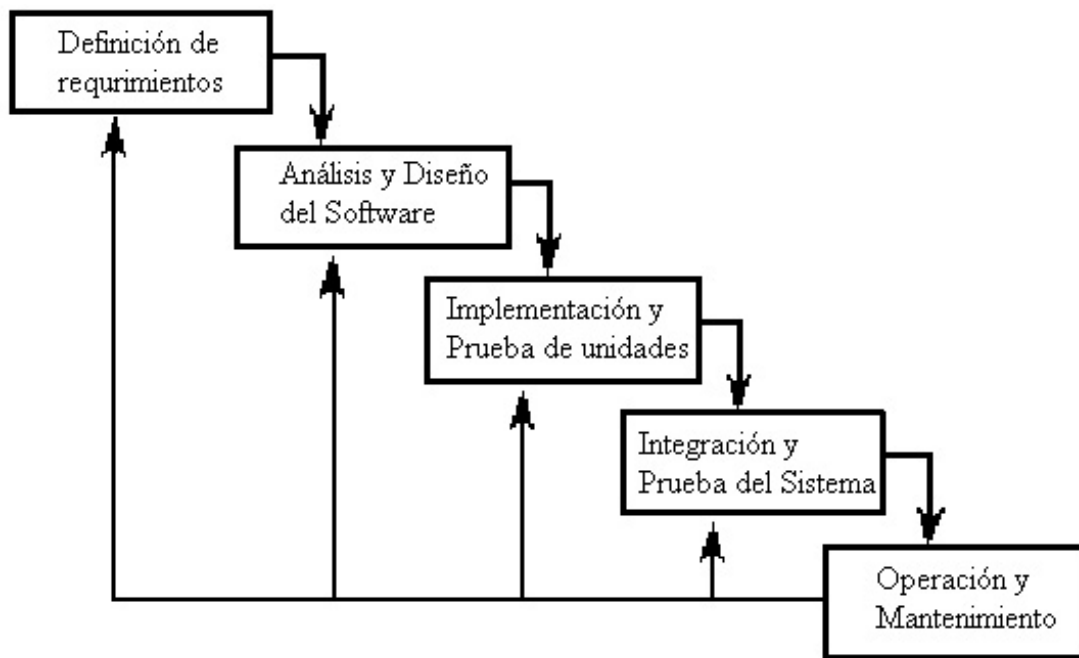 Definición de
requrimientos
Análisis y Diseño
del Software
Implementación y
Prueba de unidades
Integración y
Prueba del Sistema
Operación y
Mantenimiento